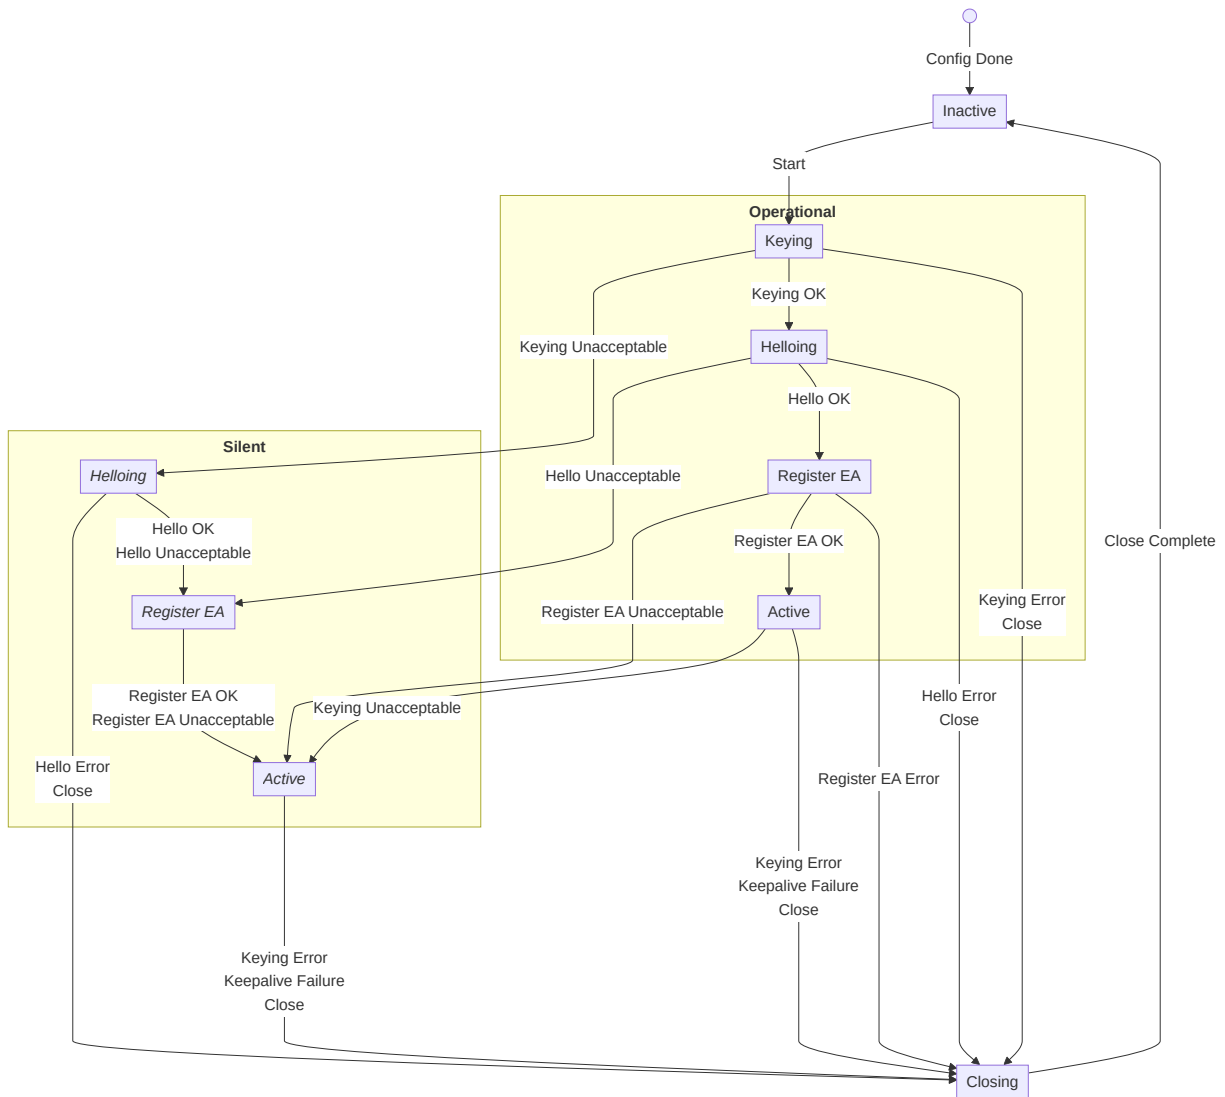 Config Done
Inactive
Start
Operational
Keying
Keying OK
Keying Unacceptable
Helloing
Hello OK
Silent
Helloing
Hello Unacceptable
Register EA
Hello OK
Hello Unacceptable
Register EA OK
Close Complete
Register EA
Register EA Unacceptable
Active
Keying Error
Close
Register EA OK
Register EA Unacceptable
Keying Unacceptable
Hello Error
Close
Hello Error
Close
Active
Register EA Error
Keying Error
Keepalive Failure
Close
Keying Error
Keepalive Failure
Close
Closing